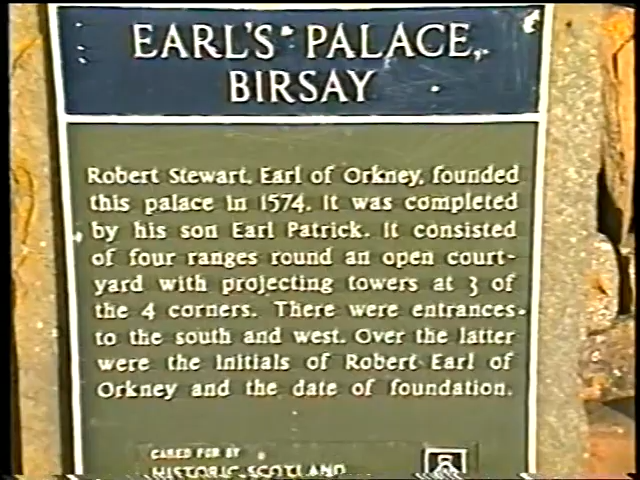 EARL'S PALACE,
BIRSAY
Robert Stewart, Earl of Orkney, founded
this palace in 1574. It was completed
by his son Earl Patrick. It consisted
of four ranges round an open court-
yard with projecting towers at 3 of
the 4 corners. There were entrances
to the south and west. Over the latter
were the initials of Robert Earl of
Orkney and the date of foundation.
CARED FOR BY
HISTORIC SCOTLAND